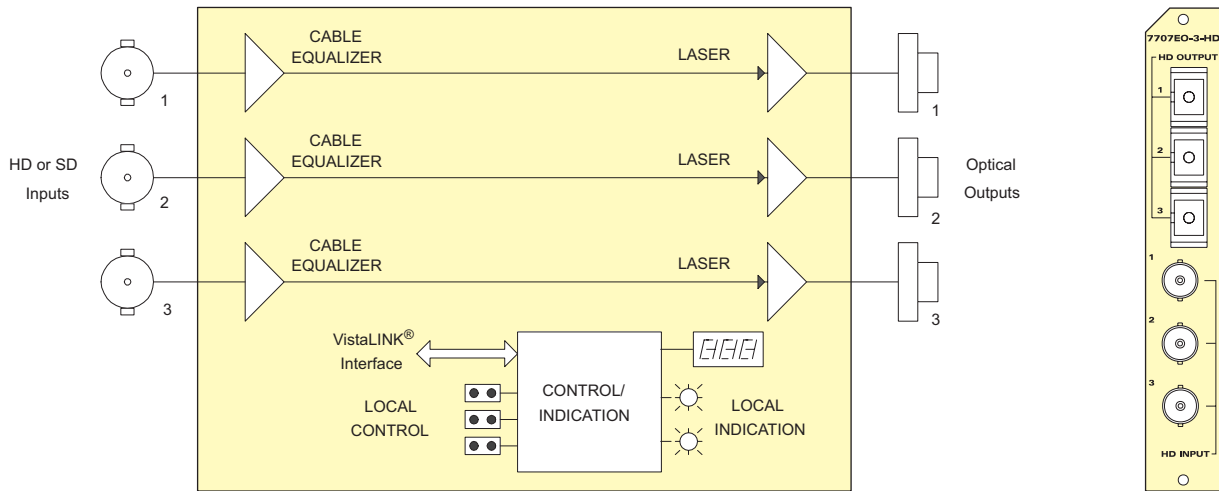 CABLE
EQUALIZER
LASER
1
1
HD or SD
Inputs
CABLE
EQUALIZER
LASER
2
2
Optical
Outputs
CABLE
EQUALIZER
LASER
3
3
VistaLINK®
Interface
LOCAL
CONTROL
CONTROL/
INDICATION
LOCAL
INDICATION
7707EO-3-HD
HD OUTPUT
1
2
3
1
2
3
HD INPUT